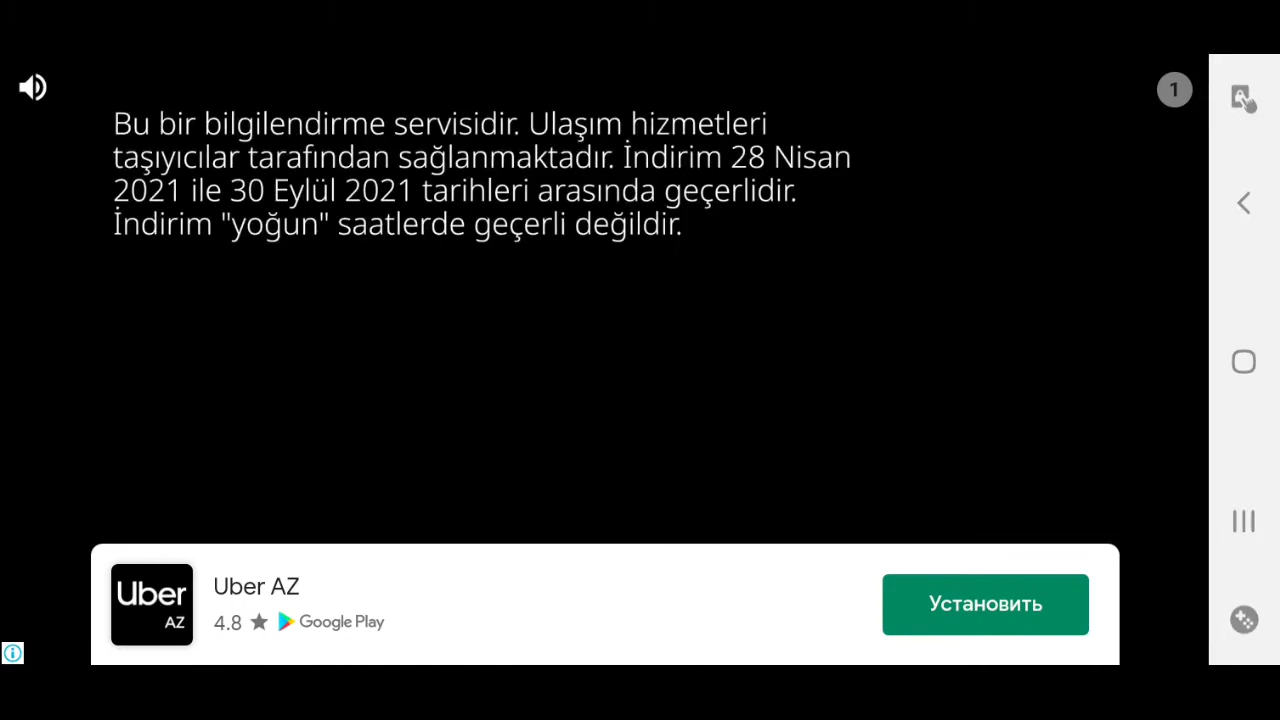 1
Bu bir bilgilendirme servisidir. Ulaşım hizmetleri
taşıyıcılar tarafından sağlanmaktadır. İndirim 28 Nisan
2021 ile 30 Eylül 2021 tarihleri arasında geçerlidir.
İndirim "yoğun" saatlerde geçerli değildir.
Uber
AZ
Uber AZ
4.8 ★ Google Play
Установить